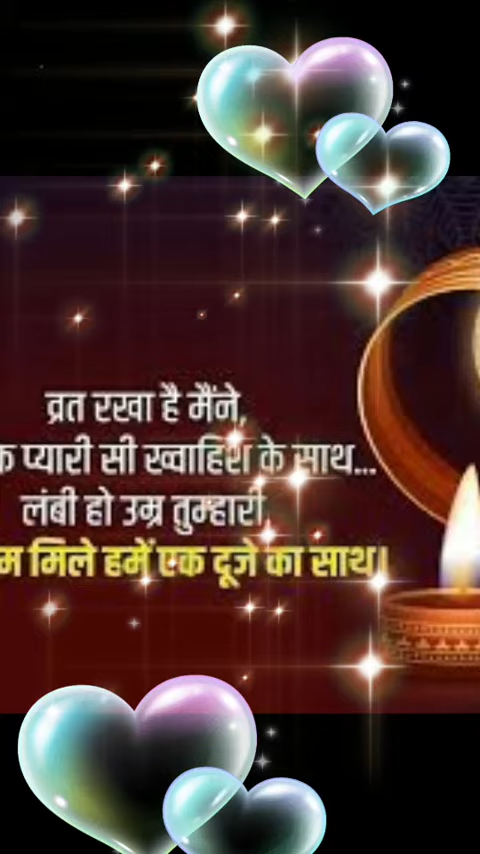 व्रत रखा है मैंने,
प्यारी सी ख्वाहिश के साथ...
लंबी हो उम्र तुम्हारी
मिले हमें एक दूजे का साथ।